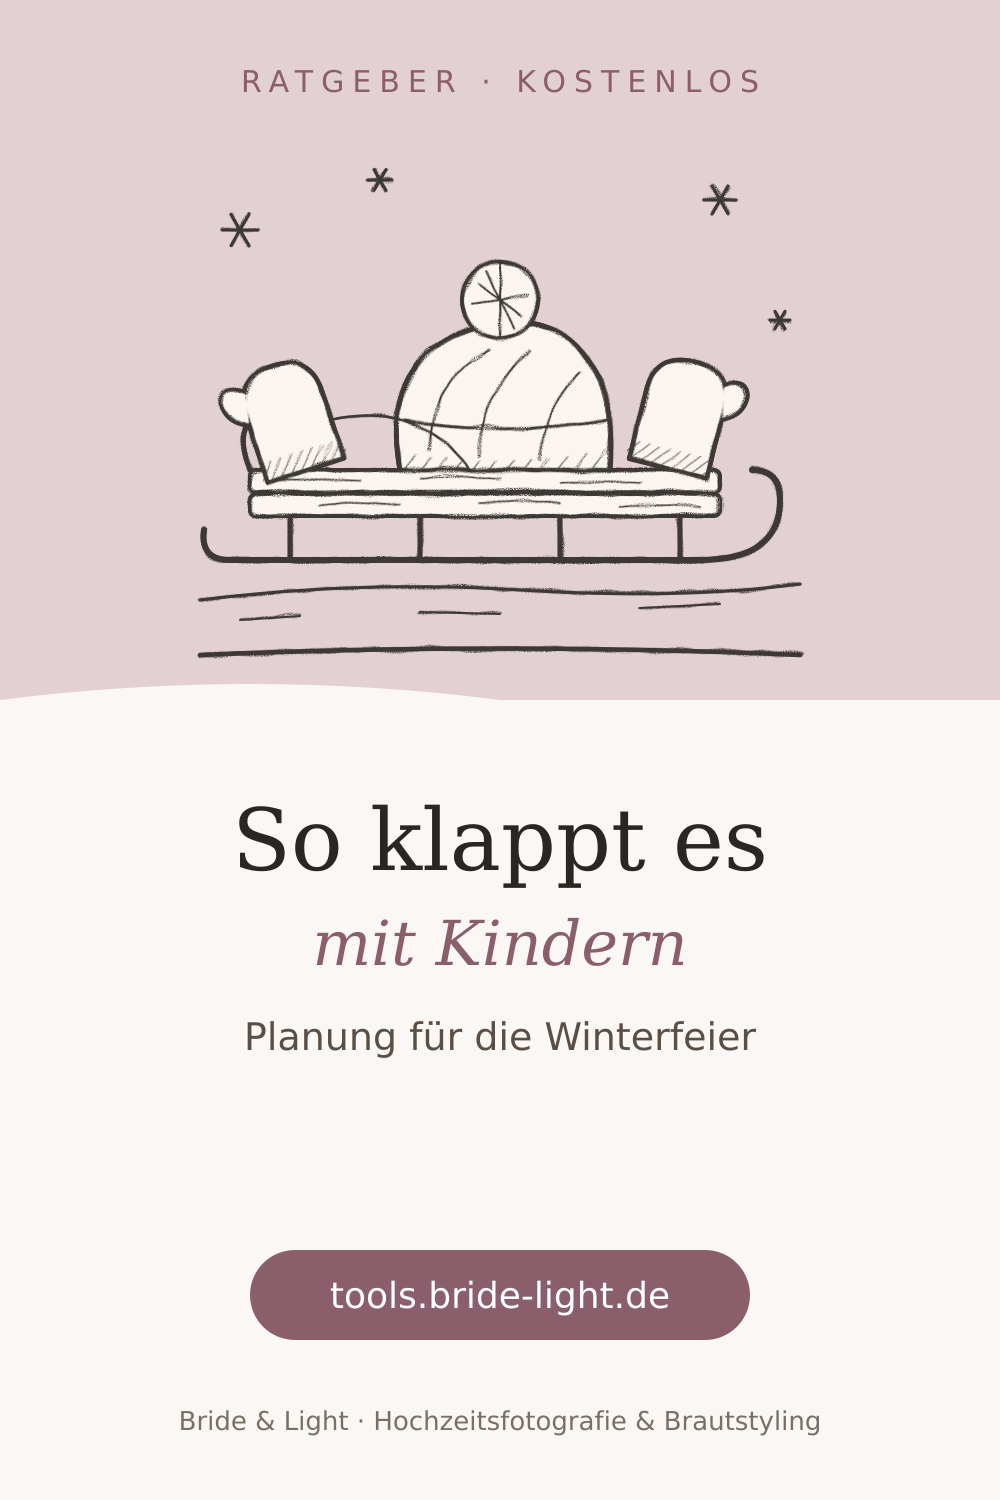 RATGEBER · KOSTENLOS
So klappt es
mit Kindern
Planung für die Winterfeier
tools.bride-light.de
Bride & Light · Hochzeitsfotografie & Brautstyling